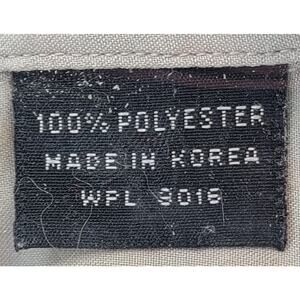 100% POLYESTER
MADE IN KOREA
WPL 9018